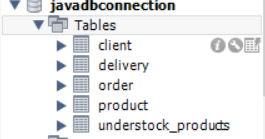 javadbconnection
Tables
client
delivery
order
product
understock_products